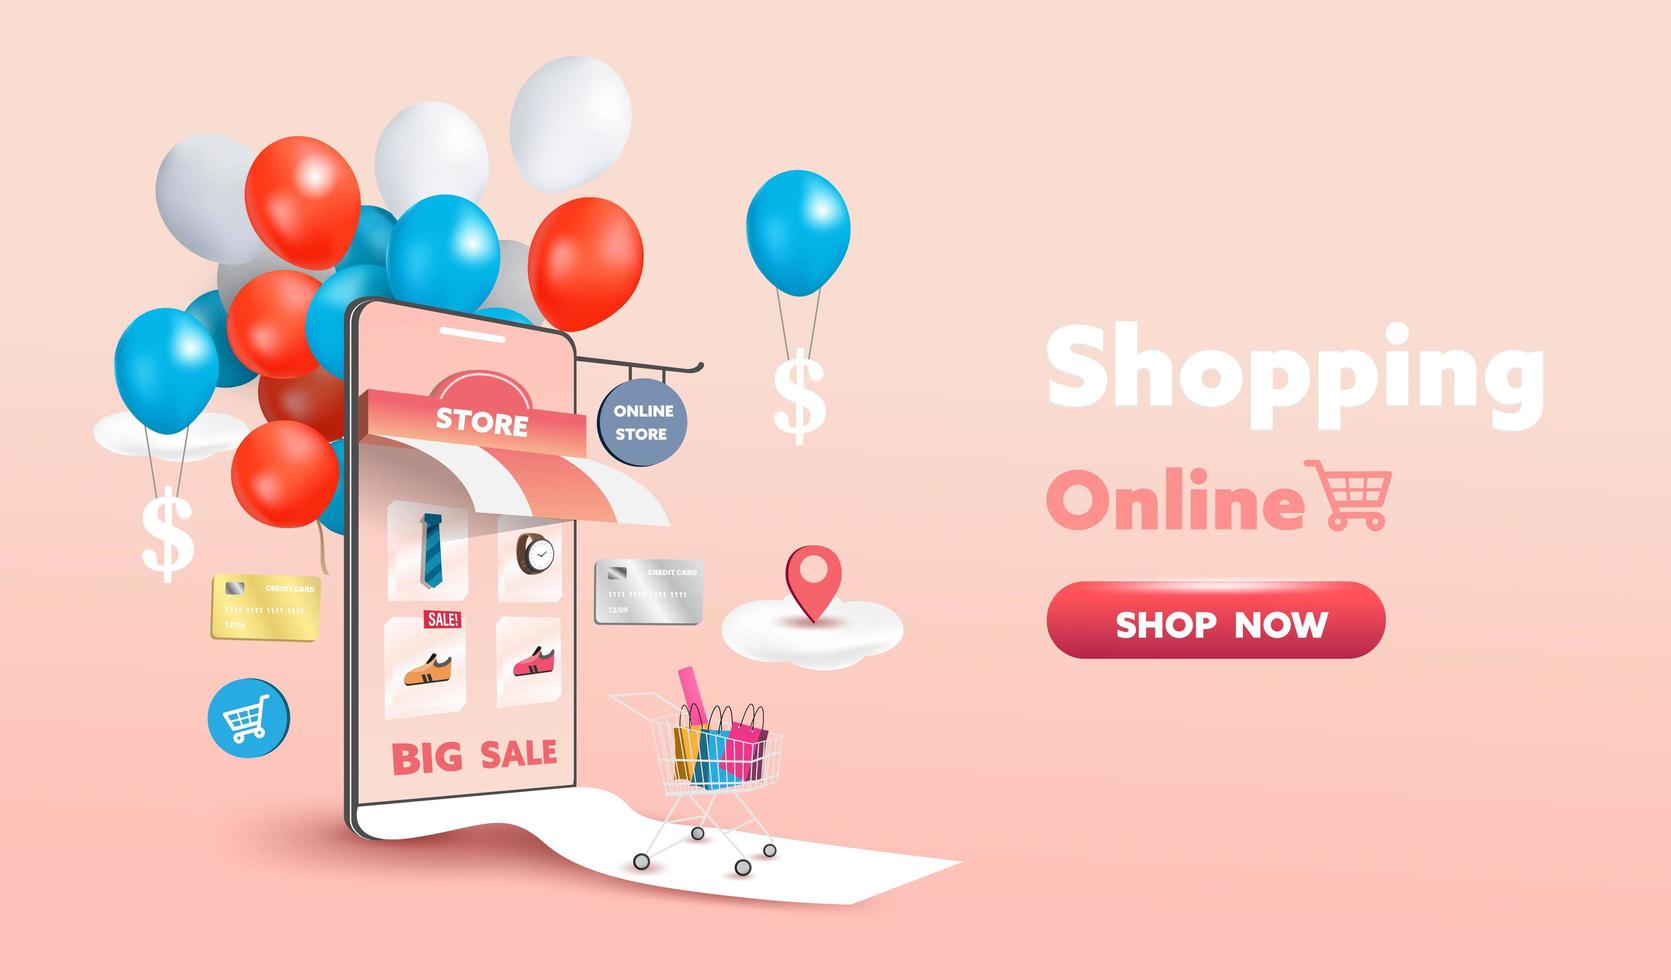 STORE
ONLINE
STORE
$
$
CREDIT CARD
1111 1111 1111 1111
12/09
CREDIT CARD
1111 1111 1111 1111
12/09
SALE!
BIG SALE
Shopping
Online
SHOP NOW